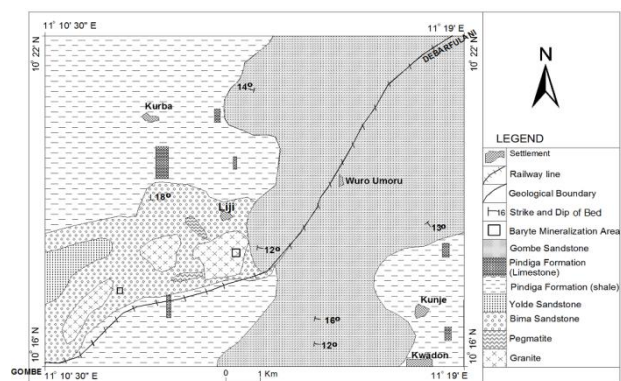 11° 10' 30" E
11° 19' E
10° 22' N
10° 22' N
DEBARFULANI
14°
Kurba
Wuro Umoru
18°
Liji
13°
12°
Kunje
16°
12°
Kwadon
10° 16' N
10° 16' N
GOMBE
11° 10' 30" E
0 1 Km
11° 19' E
N
LEGEND
Settlement
Railway line
Geological Boundary
16 Strike and Dip of Bed
Baryte Mineralization Area
Gombe Sandstone
Pindiga Formation
(Limestone)
Pindiga Formation (shale)
Yolde Sandstone
Bima Sandstone
Pegmatite
Granite